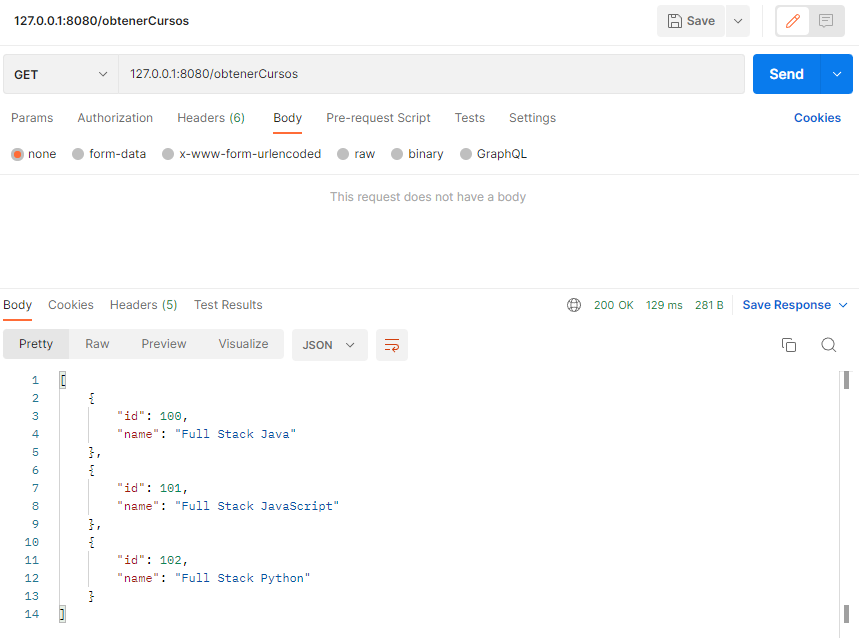 127.0.0.1:8080/obtenerCursos
Save
GET
127.0.0.1:8080/obtenerCursos
Send
Params Authorization Headers (6) Body Pre-request Script Tests Settings Cookies
none form-data x-www-form-urlencoded raw binary GraphQL
This request does not have a body
Body Cookies Headers (5) Test Results 200 OK 129 ms 281 B Save Response
Pretty Raw Preview Visualize JSON
1 [
2 {
3 "id": 100,
4 "name": "Full Stack Java"
5 },
6 {
7 "id": 101,
8 "name": "Full Stack JavaScript"
9 },
10 {
11 "id": 102,
12 "name": "Full Stack Python"
13 }
14 ]